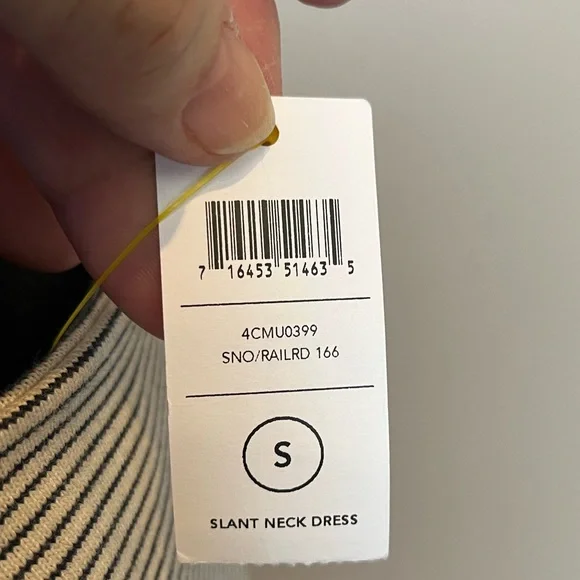 7 16453 51463 5
4CMU0399
SNO/RAILRD 166
S
SLANT NECK DRESS